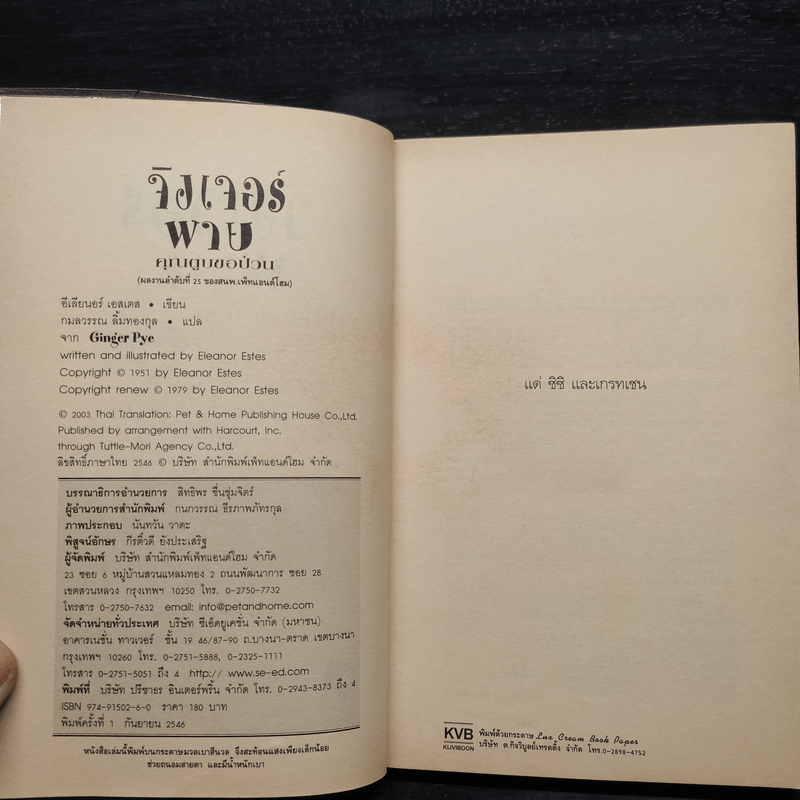 จิงเจอร์
พาย
คุณตูบขอป่วน
(ผลงานลำดับที่ 25 ของสนพ.เพ็ทแอนด์โฮม)
อีเลียนอร์ เอสเตส • เขียน
กมลวรรณ ลิ้มทองกุล • แปล
จาก Ginger Pye
written and illustrated by Eleanor Estes
Copyright © 1951 by Eleanor Estes
Copyright renew © 1979 by Eleanor Estes
© 2003 Thai Translation: Pet & Home Publishing House Co.,Ltd.
Published by arrangement with Harcourt, Inc.
through Tuttle-Mori Agency Co.,Ltd.
ลิขสิทธิ์ภาษาไทย 2546 © บริษัท สำนักพิมพ์เพ็ทแอนด์โฮม จำกัด
บรรณาธิการอำนวยการ สิทธิพร ชื่นชุ่มจิตร์
ผู้อำนวยการสำนักพิมพ์ กนกวรรณ ธีรภาพภัทรกุล
ภาพประกอบ นันทวัน วาตะ
พิสูจน์อักษร กีรติ์วดี ยังประเสริฐ
ผู้จัดพิมพ์ บริษัท สำนักพิมพ์เพ็ทแอนด์โฮม จำกัด
23 ซอย 6 หมู่บ้านสวนแหลมทอง 2 ถนนพัฒนาการ ซอย 28
เขตสวนหลวง กรุงเทพฯ 10250 โทร. 0-2750-7732
โทรสาร 0-2750-7632 email: info@petandhome.com
จัดจำหน่ายทั่วประเทศ บริษัท ซีเอ็ดยูเคชั่น จำกัด (มหาชน)
อาคารเนชั่น ทาวเวอร์ ชั้น 19 46/87-90 ถ.บางนา-ตราด เขตบางนา
กรุงเทพฯ 10260 โทร. 0-2751-5888, 0-2325-1111
โทรสาร 0-2751-5051 ถึง 4 http:// www.se-ed.com
พิมพ์ที่ บริษัท ปรีชาธร อินเตอร์พริ้น จำกัด โทร. 0-2943-8373 ถึง 4
ISBN 974-91502-6-0 ราคา 180 บาท
พิมพ์ครั้งที่ 1 กันยายน 2546
หนังสือเล่มนี้พิมพ์บนกระดาษมวลเบาสีนวล จึงสะท้อนแสงเพียงเล็กน้อย
ช่วยถนอมสายตา และมีน้ำหนักเบา
แด่ ซิซิ และเกรทเชน
KVB
KIJVIBOON
พิมพ์ด้วยกระดาษ Lux Cream Book Paper
บริษัท ต.กิจวิบูลย์เทรดดิ้ง จำกัด โทร.0-2898-4752